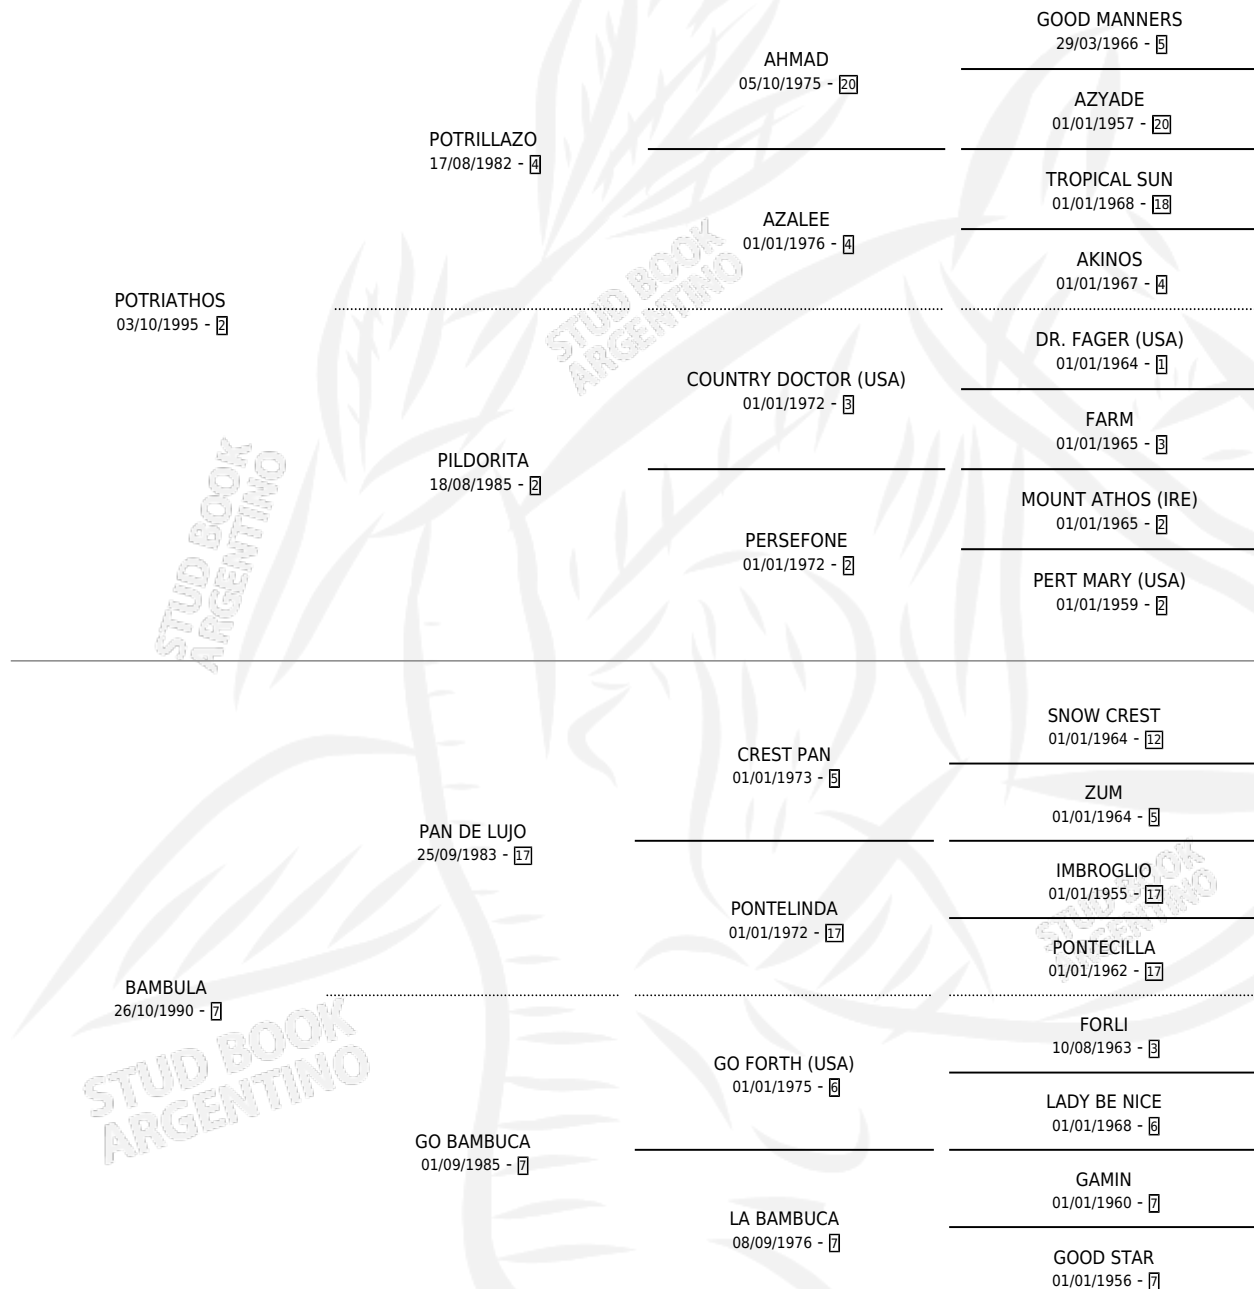 GOOD MANNERS
29/03/1966 - 5
AHMAD
05/10/1975 - 20
AZYADE
01/01/1957 - 20
POTRILLAZO
17/08/1982 - 4
TROPICAL SUN
01/01/1968 - 18
AZALEE
01/01/1976 - 4
AKINOS
01/01/1967 - 4
POTRIATHOS
03/10/1995 - 2
DR. FAGER (USA)
01/01/1964 - 1
COUNTRY DOCTOR (USA)
01/01/1972 - 3
FARM
01/01/1965 - 3
PILDORITA
18/08/1985 - 2
MOUNT ATHOS (IRE)
01/01/1965 - 2
PERSEFONE
01/01/1972 - 2
PERT MARY (USA)
01/01/1959 - 2
STUD BOOK
ARGENTINO
STUD BOOK
ARGENTINO
SNOW CREST
01/01/1964 - 12
CREST PAN
01/01/1973 - 5
ZUM
01/01/1964 - 5
PAN DE LUJO
25/09/1983 - 17
IMBROGLIO
01/01/1955 - 17
PONTELINDA
01/01/1972 - 17
PONTECILLA
01/01/1962 - 17
STUD BOOK
ARGENTINO
BAMBULA
26/10/1990 - 7
FORLI
10/08/1963 - 3
GO FORTH (USA)
01/01/1975 - 6
LADY BE NICE
01/01/1968 - 6
GO BAMBUCA
01/09/1985 - 7
GAMIN
01/01/1960 - 7
LA BAMBUCA
08/09/1976 - 7
GOOD STAR
01/01/1956 - 7
STUD BOOK
ARGENTINO